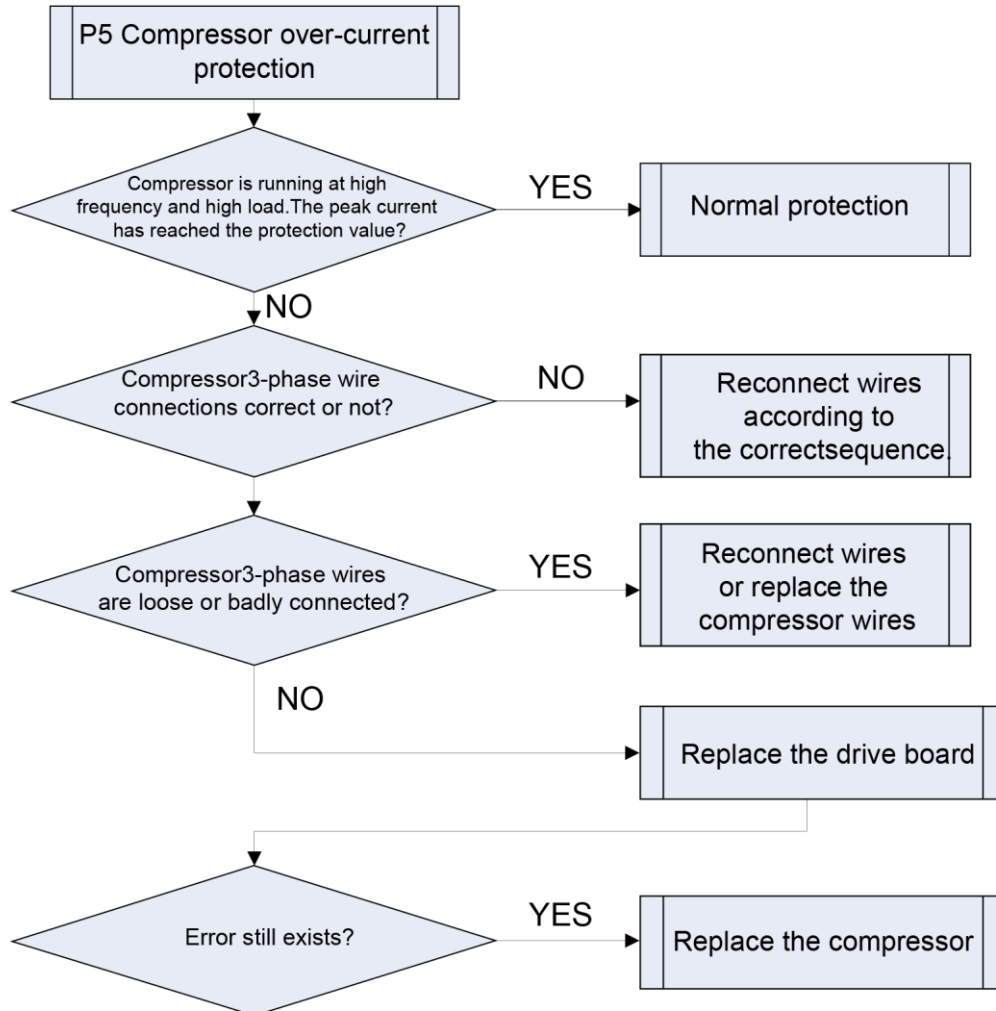 P5 Compressor over-current
protection
Compressor is running at high
frequency and high load.The peak current
has reached the protection value?
YES
Normal protection
NO
Compressor3-phase wire
connections correct or not?
NO
Reconnect wires
according to
the correctsequence.
Compressor3-phase wires
are loose or badly connected?
YES
Reconnect wires
or replace the
compressor wires
NO
Replace the drive board
Error still exists?
YES
Replace the compressor